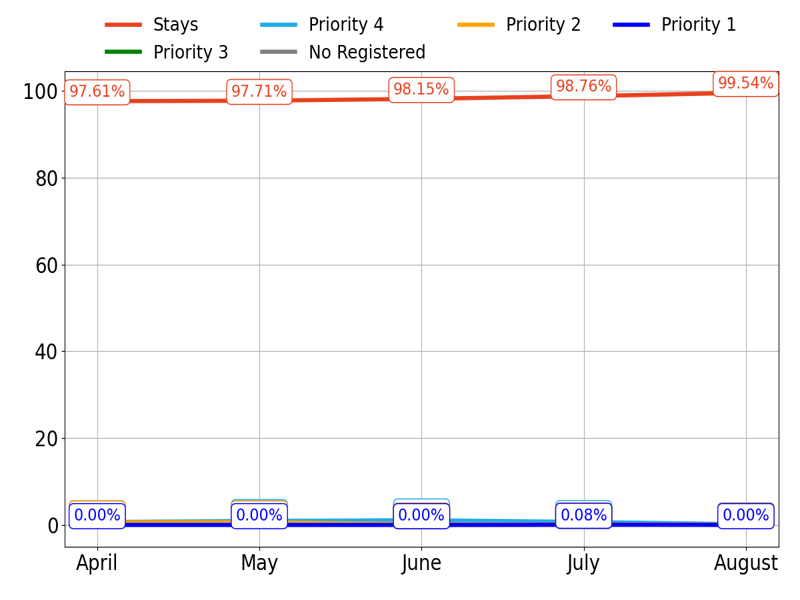 Stays Priority 4 Priority 2 Priority 1
Priority 3 No Registered
100
80
60
40
20
0
97.61% 97.71% 98.15% 98.76% 99.54%
0.00% 0.00% 0.00% 0.08% 0.00%
April May June July August